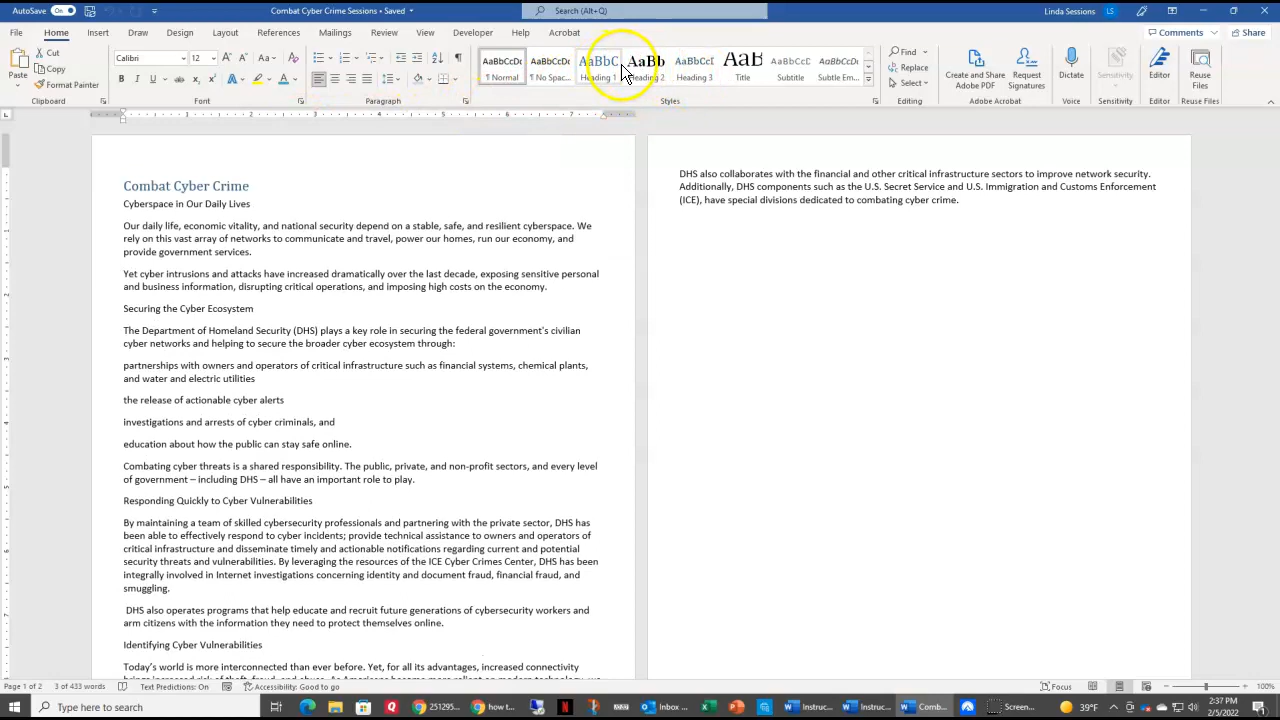 AutoSave On
Combat Cyber Crime Sessions • Saved
Search (Alt+Q)
Linda Sessions LS
File Home Insert Draw Design Layout References Mailings Review View Developer Help Acrobat
Comments Share
Paste
Cut
Copy
Format Painter
Clipboard
Calibri 12
Font
Paragraph
AaBbCcDc ¶ Normal
AaBbCcDc ¶ No Spac...
AaBbC Heading 1
AaBb Heading 2
AaBbCcD Heading 3
AaB Title
AaBbCcD Subtitle
AaBbCcDc Subtle Em...
Styles
Find
Replace
Select
Editing
Create and Share Adobe PDF
Request Signatures
Adobe Acrobat
Dictate
Voice
Sensitivity
Sensitivity
Editor
Editor
Reuse Files
Reuse Files
Combat Cyber Crime
Cyberspace in Our Daily Lives
Our daily life, economic vitality, and national security depend on a stable, safe, and resilient cyberspace. We
rely on this vast array of networks to communicate and travel, power our homes, run our economy, and
provide government services.
Yet cyber intrusions and attacks have increased dramatically over the last decade, exposing sensitive personal
and business information, disrupting critical operations, and imposing high costs on the economy.
Securing the Cyber Ecosystem
The Department of Homeland Security (DHS) plays a key role in securing the federal government's civilian
cyber networks and helping to secure the broader cyber ecosystem through:
partnerships with owners and operators of critical infrastructure such as financial systems, chemical plants,
and water and electric utilities
the release of actionable cyber alerts
investigations and arrests of cyber criminals, and
education about how the public can stay safe online.
Combating cyber threats is a shared responsibility. The public, private, and non-profit sectors, and every level
of government – including DHS – all have an important role to play.
Responding Quickly to Cyber Vulnerabilities
By maintaining a team of skilled cybersecurity professionals and partnering with the private sector, DHS has
been able to effectively respond to cyber incidents; provide technical assistance to owners and operators of
critical infrastructure and disseminate timely and actionable notifications regarding current and potential
security threats and vulnerabilities. By leveraging the resources of the ICE Cyber Crimes Center, DHS has been
integrally involved in Internet investigations concerning identity and document fraud, financial fraud, and
smuggling.
DHS also operates programs that help educate and recruit future generations of cybersecurity workers and
arm citizens with the information they need to protect themselves online.
Identifying Cyber Vulnerabilities
Today's world is more interconnected than ever before. Yet, for all its advantages, increased connectivity
DHS also collaborates with the financial and other critical infrastructure sectors to improve network security.
Additionally, DHS components such as the U.S. Secret Service and U.S. Immigration and Customs Enforcement
(ICE), have special divisions dedicated to combating cyber crime.
Page 1 of 2 3 of 433 words Text Predictions: On Accessibility: Good to go
Focus 100%
Type here to search
251295... how t... Inbox ... Instruc... Instruc... Comb... Screen...
39°F
2:37 PM
2/5/2022